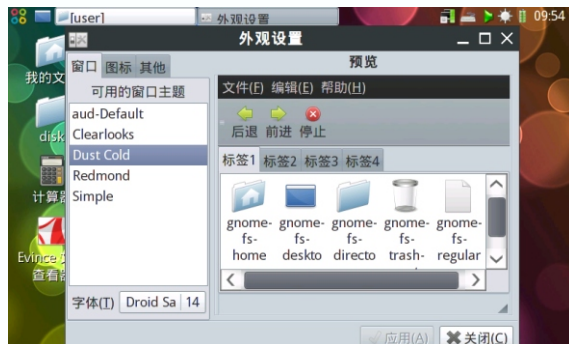 [user]
外观设置
09:54
外观设置
我的文
disk
计算器
Evince
查看器
窗口 图标 其他
可用的窗口主题
aud-Default
Clearlooks
Dust Cold
Redmond
Simple
字体(T) Droid Sa 14
预览
文件(F) 编辑(E) 帮助(H)
后退 前进 停止
标签1 标签2 标签3 标签4
gnome-fs-home
gnome-fs-deskto
gnome-fs-directo
gnome-fs-trash-
gnome-fs-regular
应用(A) 关闭(C)